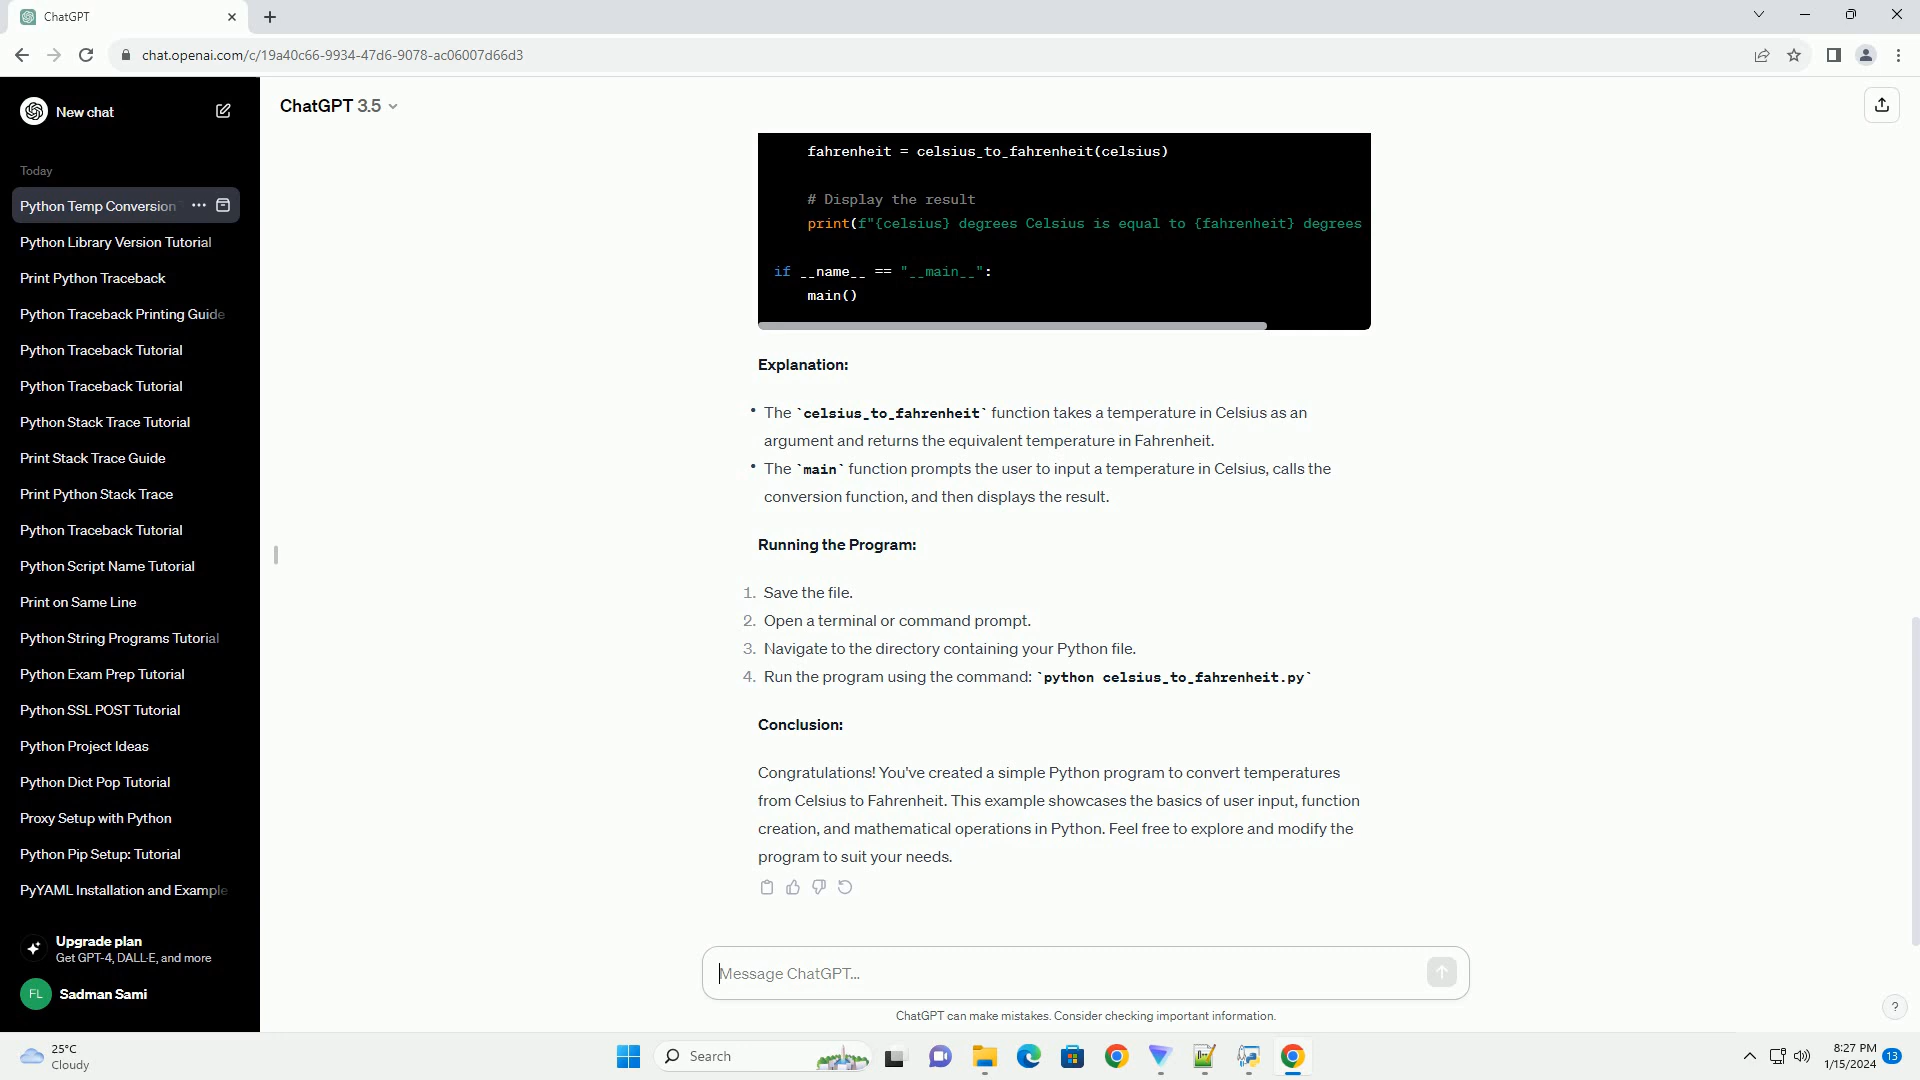 ChatGPT
chat.openai.com/c/19a40c66-9934-47d6-9078-ac06007d66d3
New chat
Today
Python Temp Conversion
Python Library Version Tutorial
Print Python Traceback
Python Traceback Printing Guide
Python Traceback Tutorial
Python Traceback Tutorial
Python Stack Trace Tutorial
Print Stack Trace Guide
Print Python Stack Trace
Python Traceback Tutorial
Python Script Name Tutorial
Print on Same Line
Python String Programs Tutorial
Python Exam Prep Tutorial
Python SSL POST Tutorial
Python Project Ideas
Python Dict Pop Tutorial
Proxy Setup with Python
Python Pip Setup: Tutorial
PyYAML Installation and Example
Upgrade plan
Get GPT-4, DALL·E, and more
FL Sadman Sami
ChatGPT 3.5
fahrenheit = celsius_to_fahrenheit(celsius)
# Display the result
print(f"{celsius} degrees Celsius is equal to {fahrenheit} degrees
if __name__ == "__main__":
main()
Explanation:
• The `celsius_to_fahrenheit` function takes a temperature in Celsius as an
argument and returns the equivalent temperature in Fahrenheit.
• The `main` function prompts the user to input a temperature in Celsius, calls the
conversion function, and then displays the result.
Running the Program:
1. Save the file.
2. Open a terminal or command prompt.
3. Navigate to the directory containing your Python file.
4. Run the program using the command: `python celsius_to_fahrenheit.py`
Conclusion:
Congratulations! You've created a simple Python program to convert temperatures
from Celsius to Fahrenheit. This example showcases the basics of user input, function
creation, and mathematical operations in Python. Feel free to explore and modify the
program to suit your needs.
Message ChatGPT...
ChatGPT can make mistakes. Consider checking important information.
?
25°C
Cloudy
Search
8:27 PM
1/15/2024
13